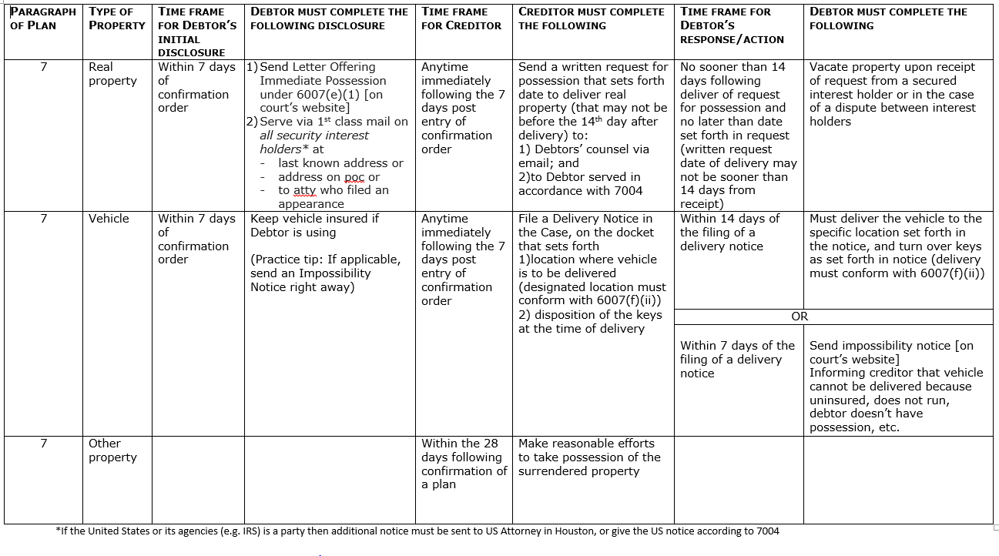 PARAGRAPH
OF PLAN
TYPE OF
PROPERTY
TIME FRAME
FOR DEBTOR'S
INITIAL
DISCLOSURE
DEBTOR MUST COMPLETE THE
FOLLOWING DISCLOSURE
TIME FRAME
FOR CREDITOR
CREDITOR MUST COMPLETE
THE FOLLOWING
TIME FRAME FOR
DEBTOR'S
RESPONSE/ACTION
DEBTOR MUST COMPLETE THE
FOLLOWING
7
Real
property
Within 7 days
of
confirmation
order
1) Send Letter Offering
Immediate Possession
under 6007(e)(1) [on
court's website]
2) Serve via 1st class mail on
all security interest
holders* at
- last known address or
- address on poc or
- to atty who filed an
appearance
Anytime
immediately
following the 7
days post
entry of
confirmation
order
Send a written request for
possession that sets forth
date to deliver real
property (that may not be
before the 14th day after
delivery) to:
1) Debtors' counsel via
email; and
2)to Debtor served in
accordance with 7004
No sooner than 14
days following
deliver of request
for possession and
no later than date
set forth in request
(written request
date of delivery may
not be sooner than
14 days from
receipt)
Vacate property upon receipt
of request from a secured
interest holder or in the case
of a dispute between interest
holders
7
Vehicle
Within 7 days
of
confirmation
order
Keep vehicle insured if
Debtor is using
(Practice tip: If applicable,
send an Impossibility
Notice right away)
Anytime
immediately
following the 7
days post
entry of
confirmation
order
File a Delivery Notice in
the Case, on the docket
that sets forth
1)location where vehicle
is to be delivered
(designated location must
conform with 6007(f)(ii))
2) disposition of the keys
at the time of delivery
Within 14 days of
the filing of a
delivery notice
Must deliver the vehicle to the
specific location set forth in
the notice, and turn over keys
as set forth in notice (delivery
must conform with 6007(f)(ii))
OR
Within 7 days of the
filing of a delivery
notice
Send impossibility notice [on
court's website]
Informing creditor that vehicle
cannot be delivered because
uninsured, does not run,
debtor doesn't have
possession, etc.
7
Other
property
Within the 28
days following
confirmation of
a plan
Make reasonable efforts
to take possession of the
surrendered property
*If the United States or its agencies (e.g. IRS) is a party then additional notice must be sent to US Attorney in Houston, or give the US notice according to 7004